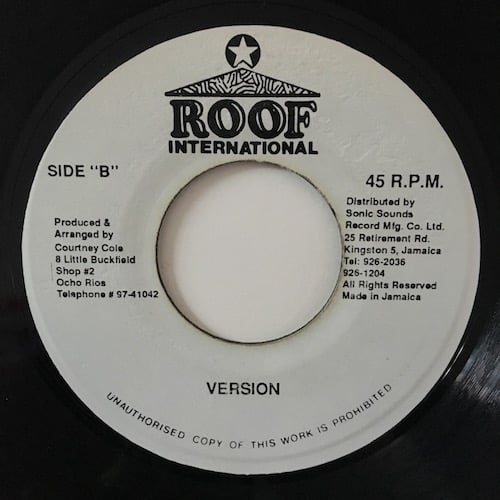 ROOF
INTERNATIONAL
SIDE "B"
45 R.P.M.
Produced &
Arranged by
Courtney Cole
8 Little Buckfield
Shop #2
Ocho Rios
Telephone # 97-41042
Distributed by
Sonic Sounds
Record Mfg. Co. Ltd.
25 Retirement Rd.
Kingston 5, Jamaica
Tel: 926-2036
926-1204
All Rights Reserved
Made in Jamaica
VERSION
UNAUTHORISED COPY OF THIS WORK IS PROHIBITED